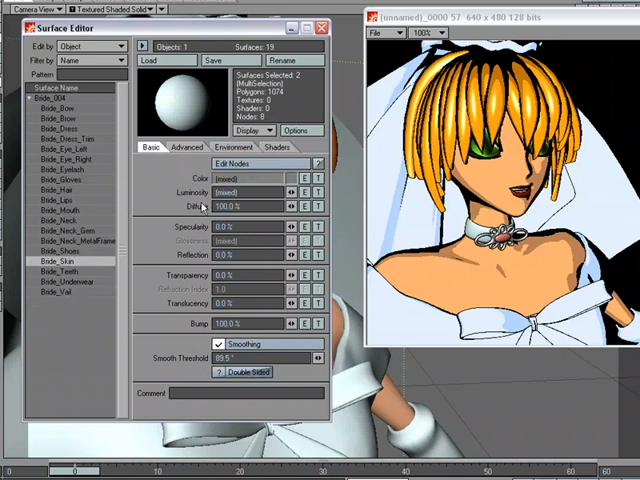 Camera View
Textured Shaded Solid
Surface Editor
Edit by Object
Filter by Name
Pattern
Surface Name
Bride_004
Bride_Bow
Bride_Brow
Bride_Dress
Bride_Dress_Trim
Bride_Eye_Left
Bride_Eye_Right
Bride_Eyelash
Bride_Gloves
Bride_Hair
Bride_Lips
Bride_Mouth
Bride_Neck
Bride_Neck_Gem
Bride_Neck_MetalFrame
Bride_Shoes
Bride_Skin
Bride_Teeth
Bride_Underwear
Bride_Vail
Objects: 1 Surfaces: 19
Load Save Rename
Surfaces Selected: 2
(MultiSelection)
Polygons: 1074
Textures: 0
Shaders: 0
Nodes: 8
Display Options
Basic Advanced Environment Shaders
Edit Nodes
Color (mixed) E T
Luminosity (mixed) E T
Diffuse 100.0 % E T
Specularity 0.0 % E T
Glossiness (mixed) E T
Reflection 0.0 % E T
Transparency 0.0 % E T
Refraction Index 1.0 E T
Translucency 0.0 % E T
Bump 100.0 % E T
Smoothing
Smooth Threshold 89.5 °
? Double Sided
Comment
(unnamed)_0000 57 640 x 480 128 bits
File 100%
0 0 10 20 30 40 50 60 60